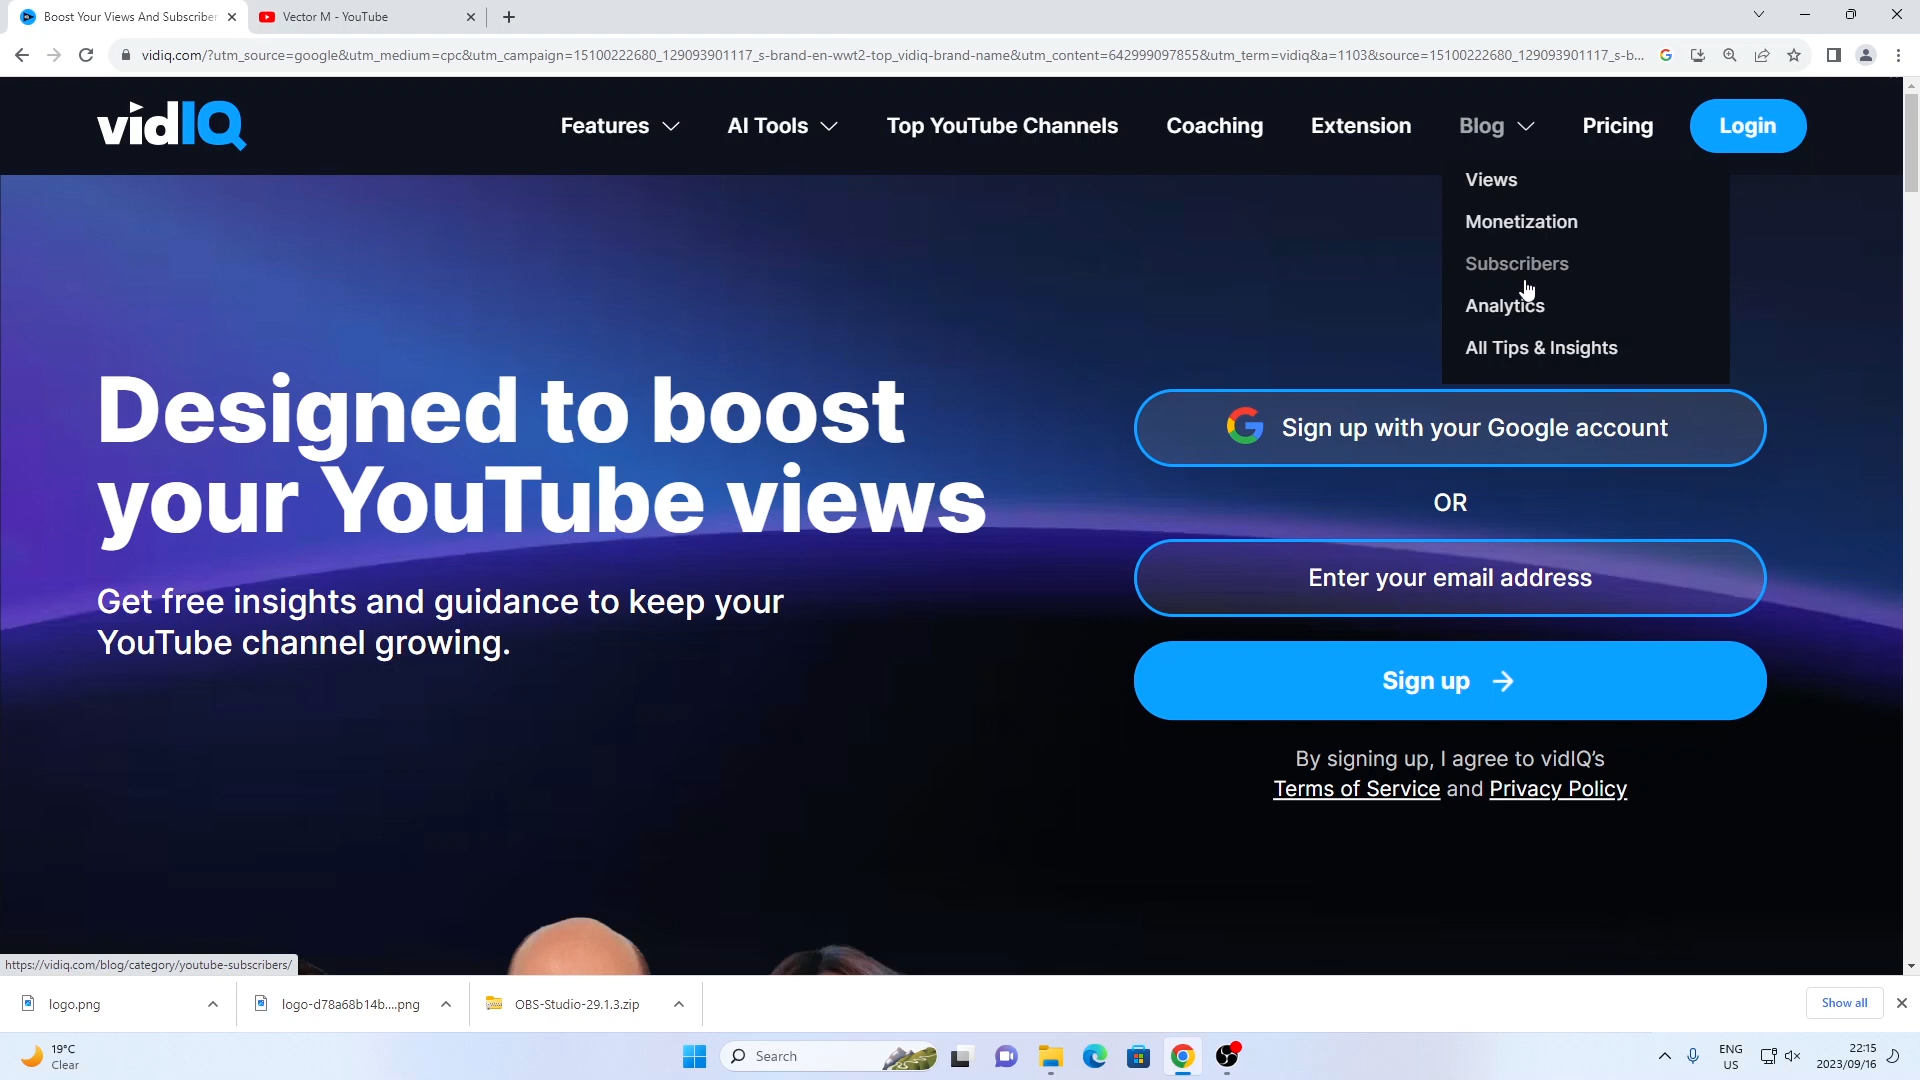 Boost Your Views And Subscriber
Vector M - YouTube
vidiq.com/?utm_source=google&utm_medium=cpc&utm_campaign=15100222680_129093901117_s-brand-en-wwt2-top_vidiq-brand-name&utm_content=642999097855&utm_term=vidiq&a=1103&source=15100222680_129093901117_s-b...
vidIQ
Features
AI Tools
Top YouTube Channels
Coaching
Extension
Blog
Pricing
Login
Views
Monetization
Subscribers
Analytics
All Tips & Insights
Designed to boost
your YouTube views
Get free insights and guidance to keep your
YouTube channel growing.
Sign up with your Google account
OR
Enter your email address
Sign up
By signing up, I agree to vidIQ's
Terms of Service and Privacy Policy
https://vidiq.com/blog/category/youtube-subscribers/
logo.png
logo-d78a68b14b....png
OBS-Studio-29.1.3.zip
Show all
19°C
Clear
Search
ENG
US
22:15
2023/09/16